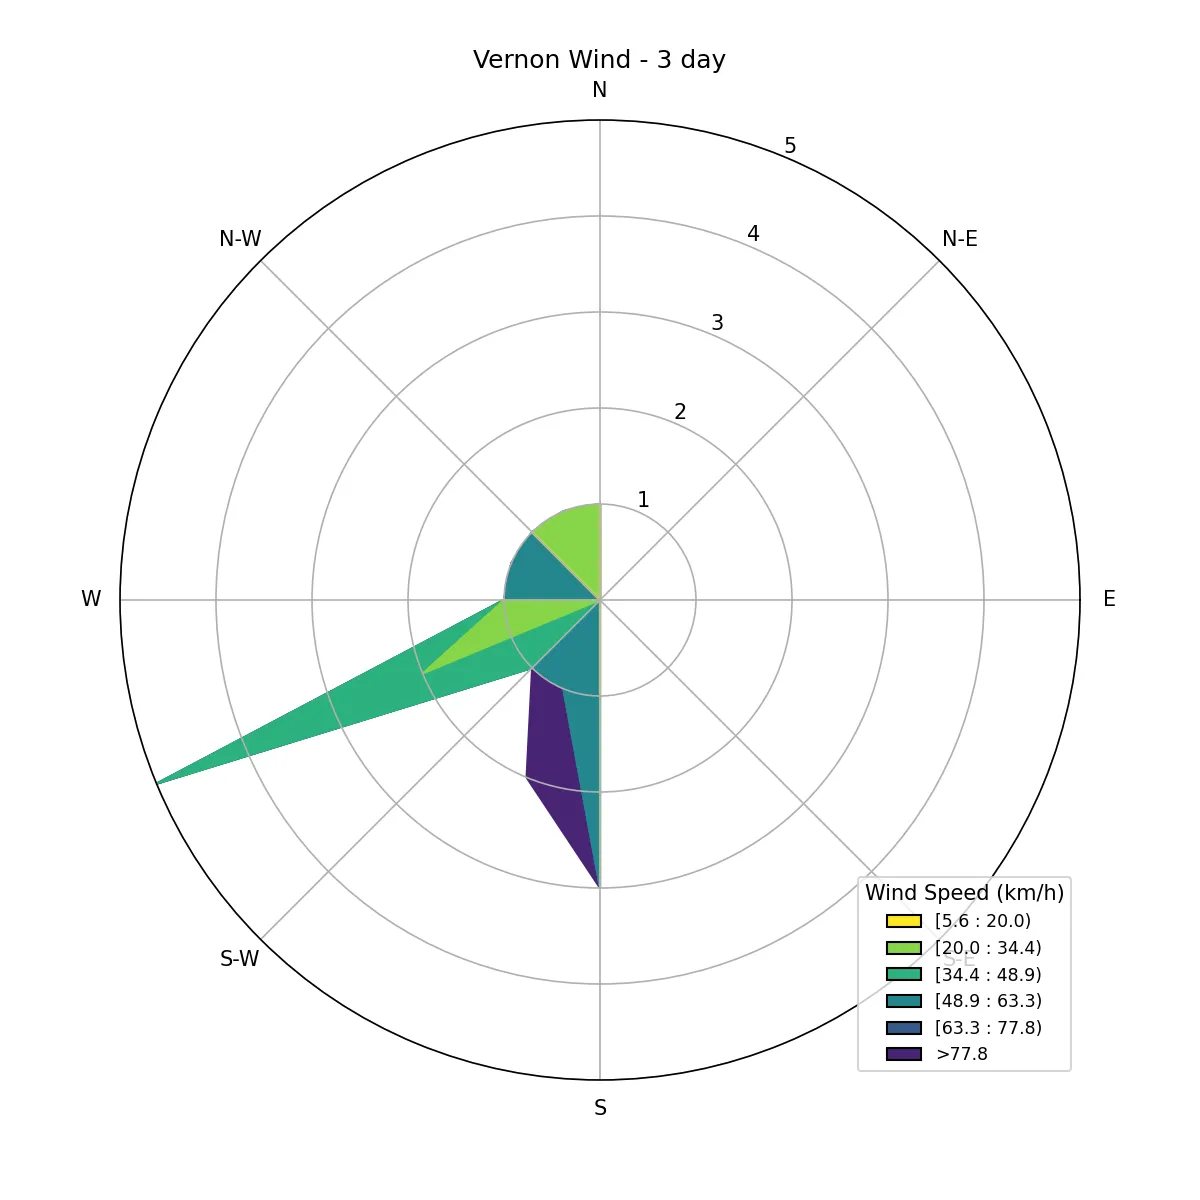 Vernon Wind - 3 day
N
5
N-W
N-E
4
3
2
1
W
E
Wind Speed (km/h)
[5.6 : 20.0)
[20.0 : 34.4)
S-W
S-E
[34.4 : 48.9)
[48.9 : 63.3)
[63.3 : 77.8)
>77.8
S